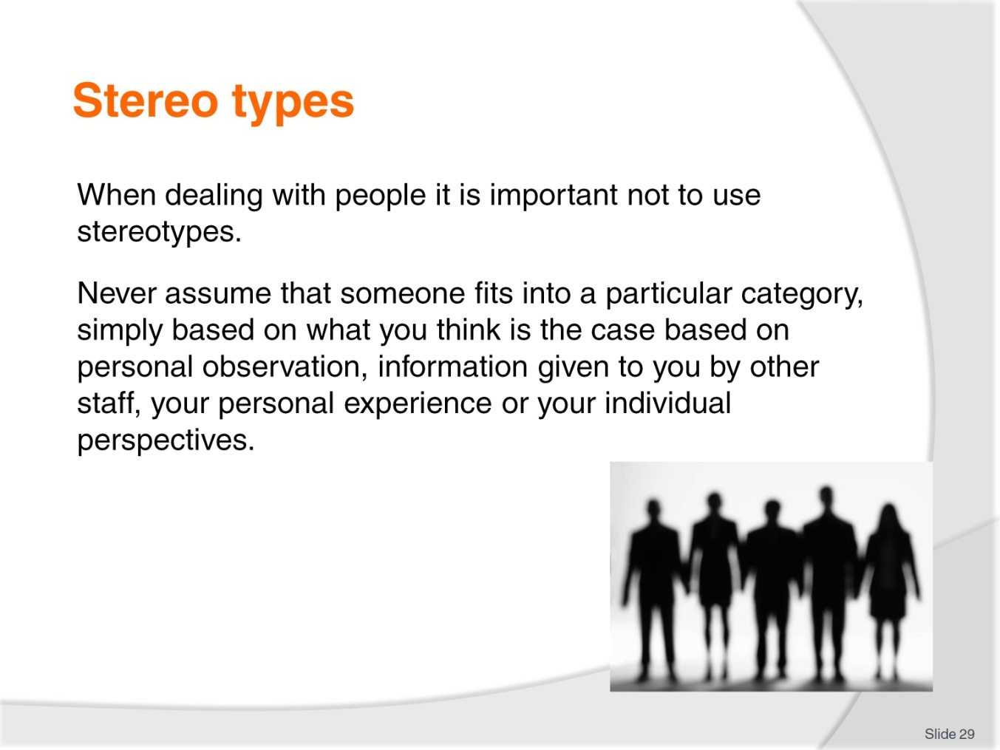 Stereo types
When dealing with people it is important not to use
stereotypes.
Never assume that someone fits into a particular category,
simply based on what you think is the case based on
personal observation, information given to you by other
staff, your personal experience or your individual
perspectives.
Slide 29